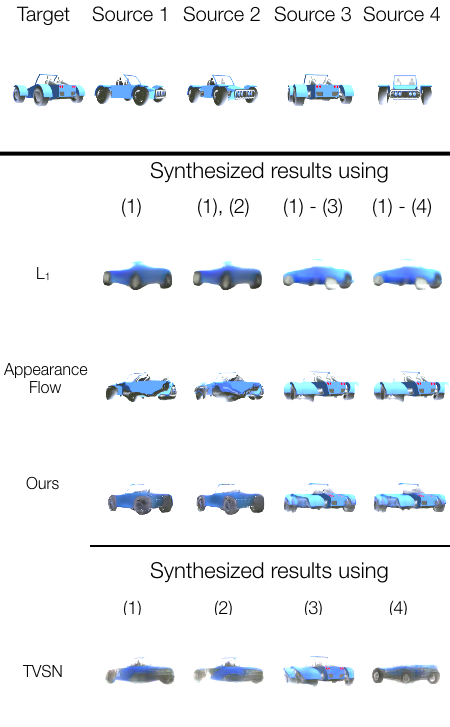 Target Source 1 Source 2 Source 3 Source 4
Synthesized results using
(1) (1), (2) (1) - (3) (1) - (4)
L₁
Appearance
Flow
Ours
Synthesized results using
(1) (2) (3) (4)
TVSN